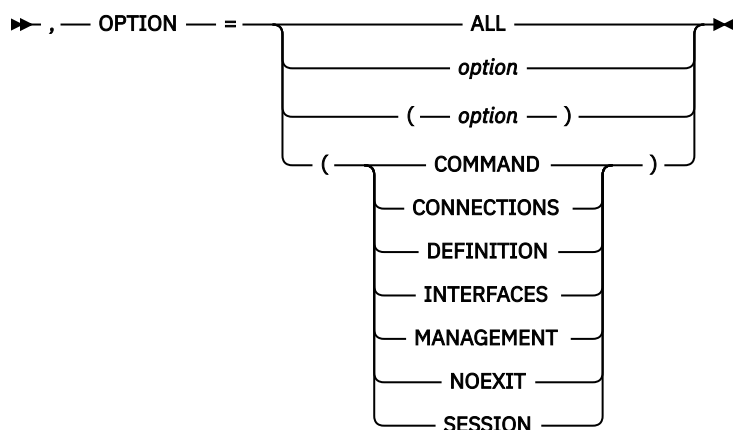 , OPTION = ALL
option
( option )
( COMMAND )
CONNECTIONS
DEFINITION
INTERFACES
MANAGEMENT
NOEXIT
SESSION